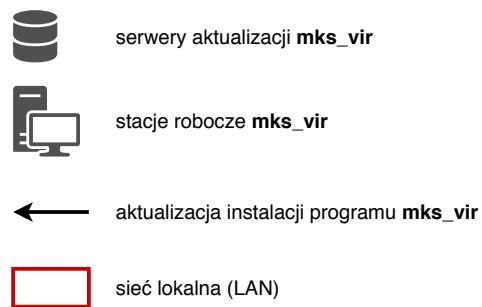 serwery aktualizacji mks_vir
stacje robocze mks_vir
aktualizacja instalacji programu mks_vir
sieć lokalna (LAN)